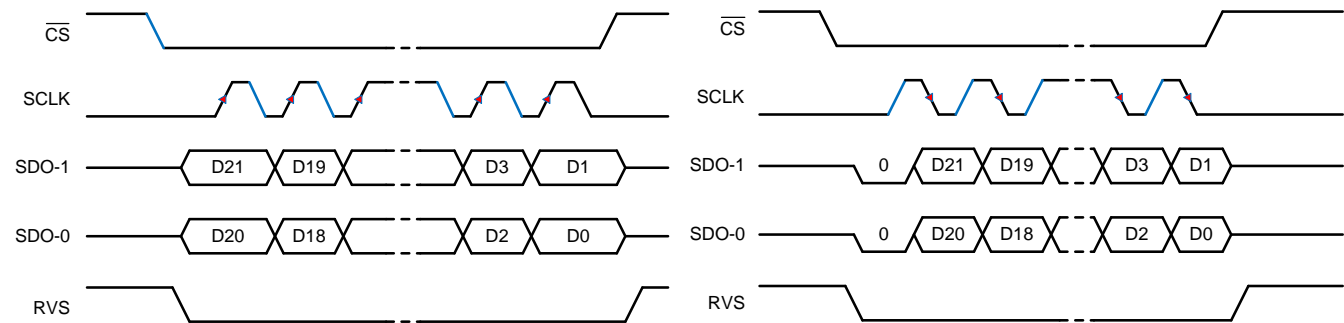 CS
SCLK
SDO-1 D21 D19 D3 D1
SDO-0 D20 D18 D2 D0
RVS
CS
SCLK
SDO-1 0 D21 D19 D3 D1
SDO-0 0 D20 D18 D2 D0
RVS